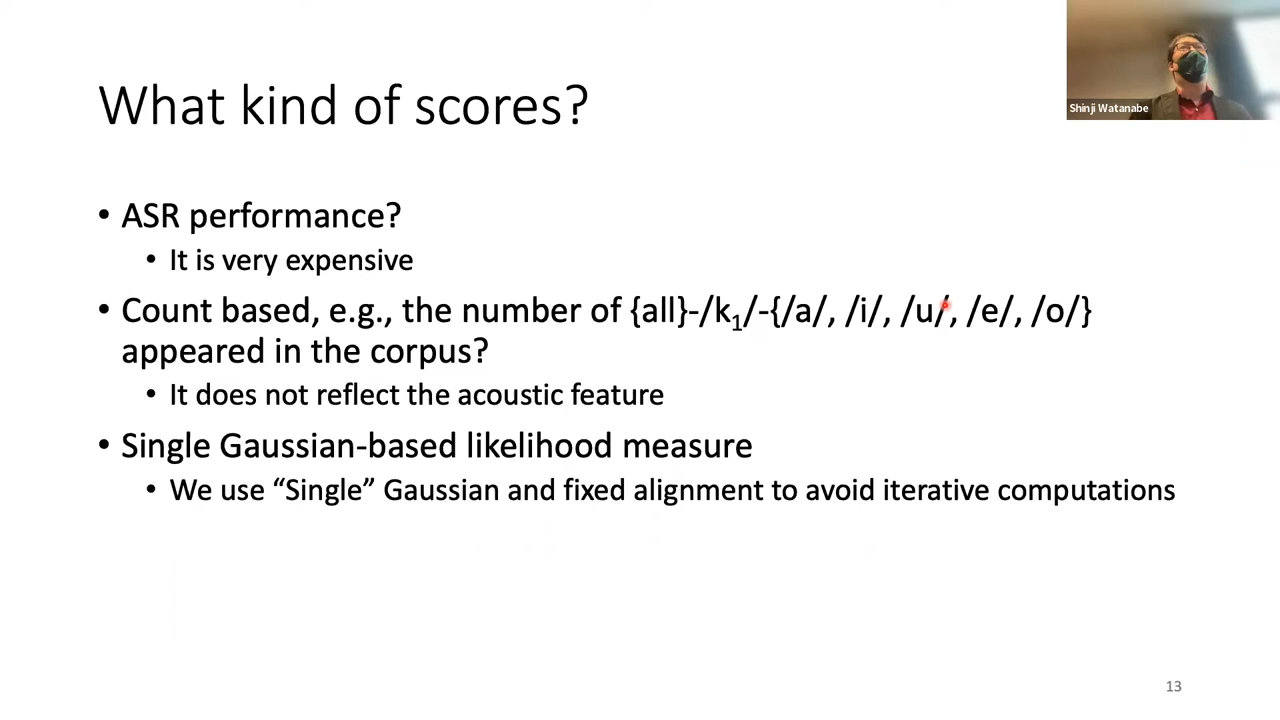 What kind of scores?
Shinji Watanabe
• ASR performance?
• It is very expensive
• Count based, e.g., the number of {all}-/k₁/-{/a/, /i/, /u/, /e/, /o/}
appeared in the corpus?
• It does not reflect the acoustic feature
• Single Gaussian-based likelihood measure
• We use “Single” Gaussian and fixed alignment to avoid iterative computations
13